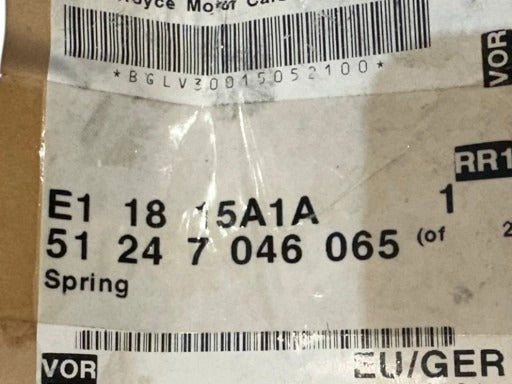 Royce Motor Cars
*BGLV30015052100*
VOR
RR1
E1 18 15A1A 1
51 24 7 046 065 (of 2
Spring
VOR EU/GER